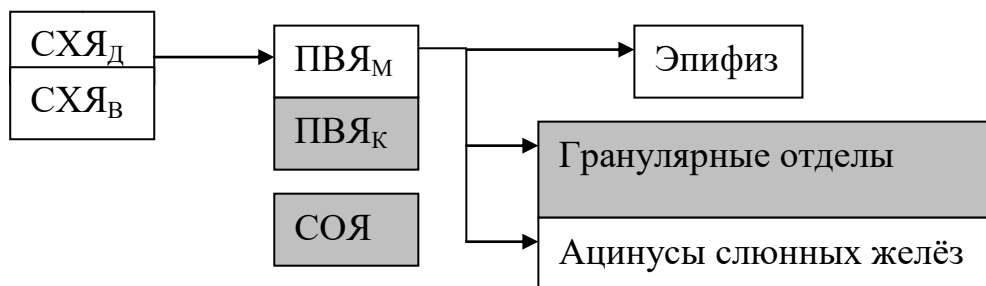 СХЯД
СХЯВ
ПВЯМ
ПВЯК
СОЯ
Эпифиз
Гранулярные отделы
Ацинусы слюнных желёз